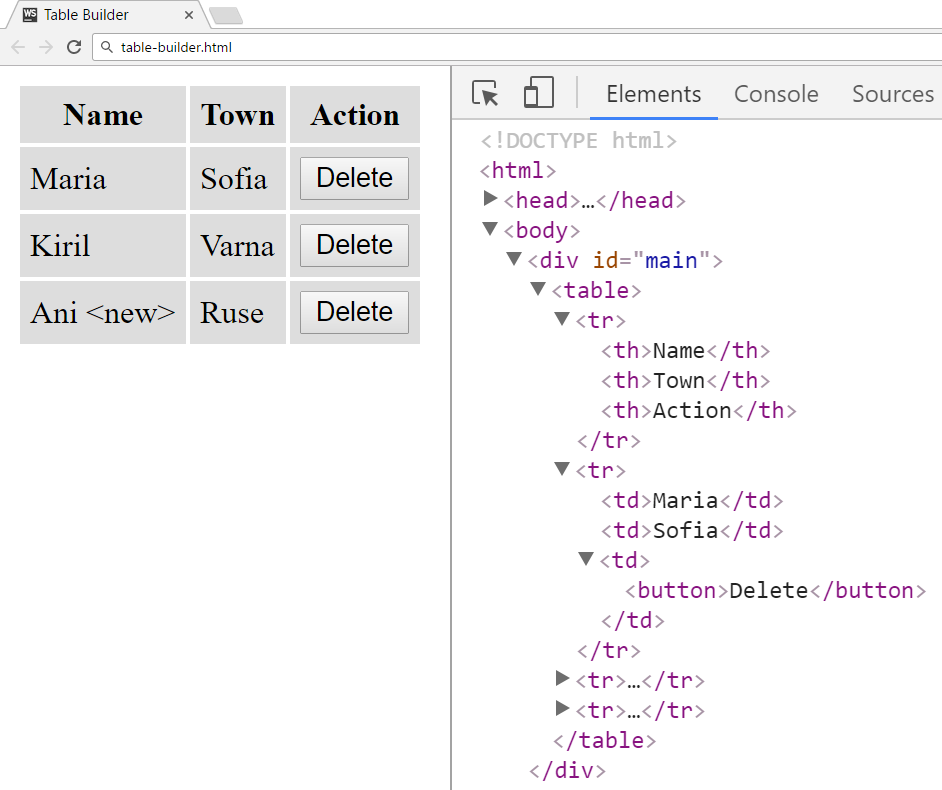 WS Table Builder
table-builder.html
Name Town Action
Maria Sofia Delete
Kiril Varna Delete
Ani <new> Ruse Delete
Elements Console Sources
<!DOCTYPE html>
<html>
<head>…</head>
<body>
<div id="main">
<table>
<tr>
<th>Name</th>
<th>Town</th>
<th>Action</th>
</tr>
<tr>
<td>Maria</td>
<td>Sofia</td>
<td>
<button>Delete</button>
</td>
</tr>
<tr>…</tr>
<tr>…</tr>
</table>
</div>